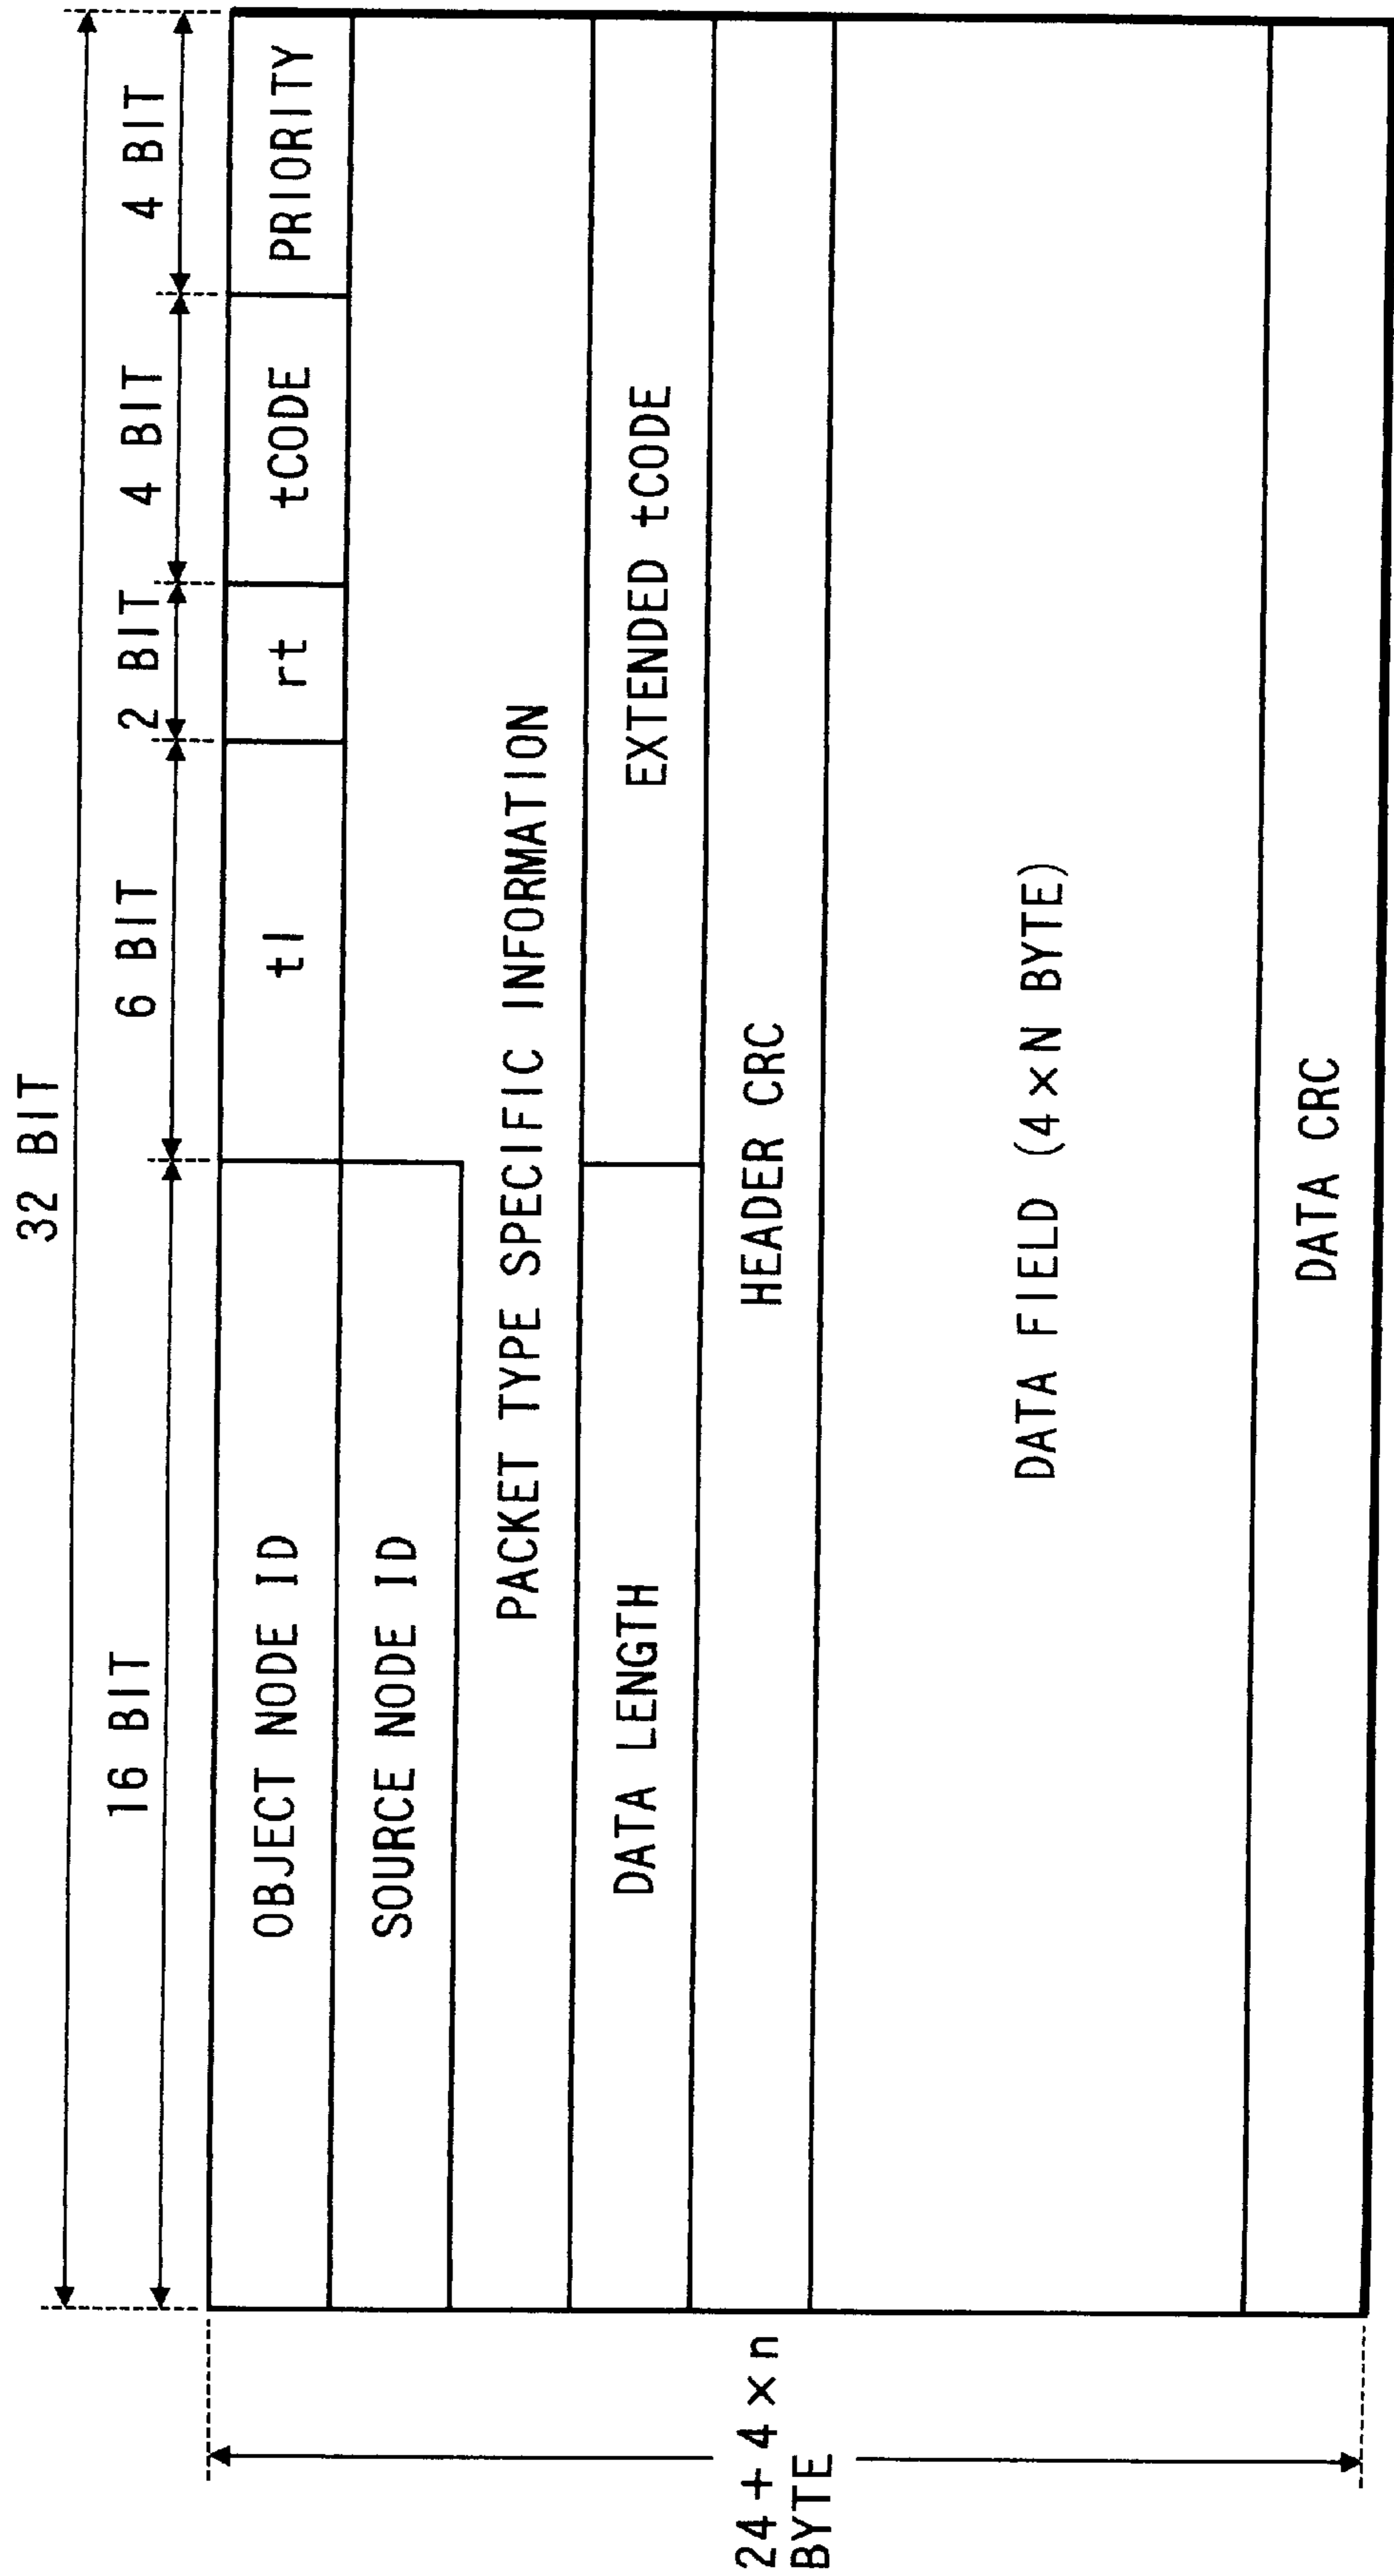 32 BIT
16 BIT
6 BIT
2 BIT
4 BIT
4 BIT
OBJECT NODE ID
tl
rt
tCODE
PRIORITY
SOURCE NODE ID
PACKET TYPE SPECIFIC INFORMATION
DATA LENGTH
EXTENDED tCODE
HEADER CRC
DATA FIELD (4×N BYTE)
DATA CRC
24+4×n
BYTE